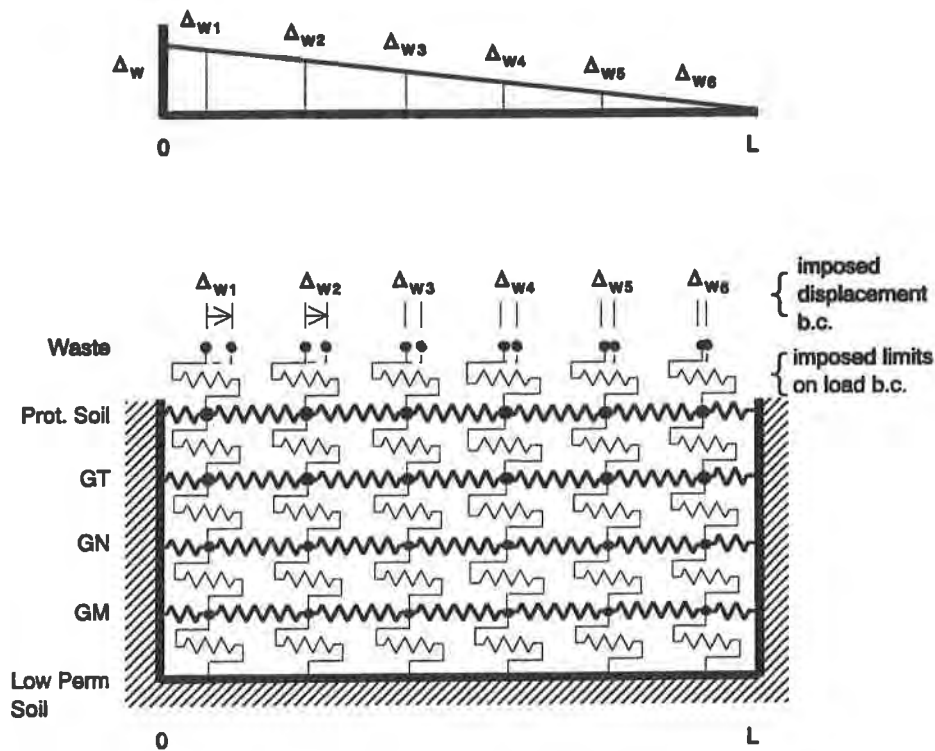 Δw1
Δw2
Δw3
Δw4
Δw5
Δw6
Δw
0
L
Δw1
Δw2
Δw3
Δw4
Δw5
Δw6
imposed
displacement
b.c.
Waste
imposed limits
on load b.c.
Prot. Soil
GT
GN
GM
Low Perm
Soil
0
L